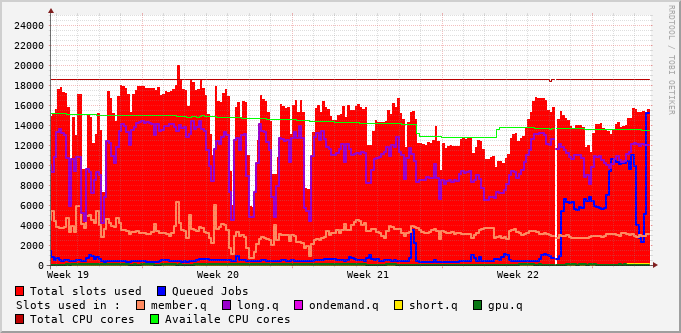 24000
22000
20000
18000
16000
14000
12000
10000
8000
6000
4000
2000
0
Week 19 Week 20 Week 21 Week 22
RRDTOOL / TOBI OETIKER
Total slots used Queued Jobs
Slots used in : member.q long.q ondemand.q short.q gpu.q
Total CPU cores Availale CPU cores